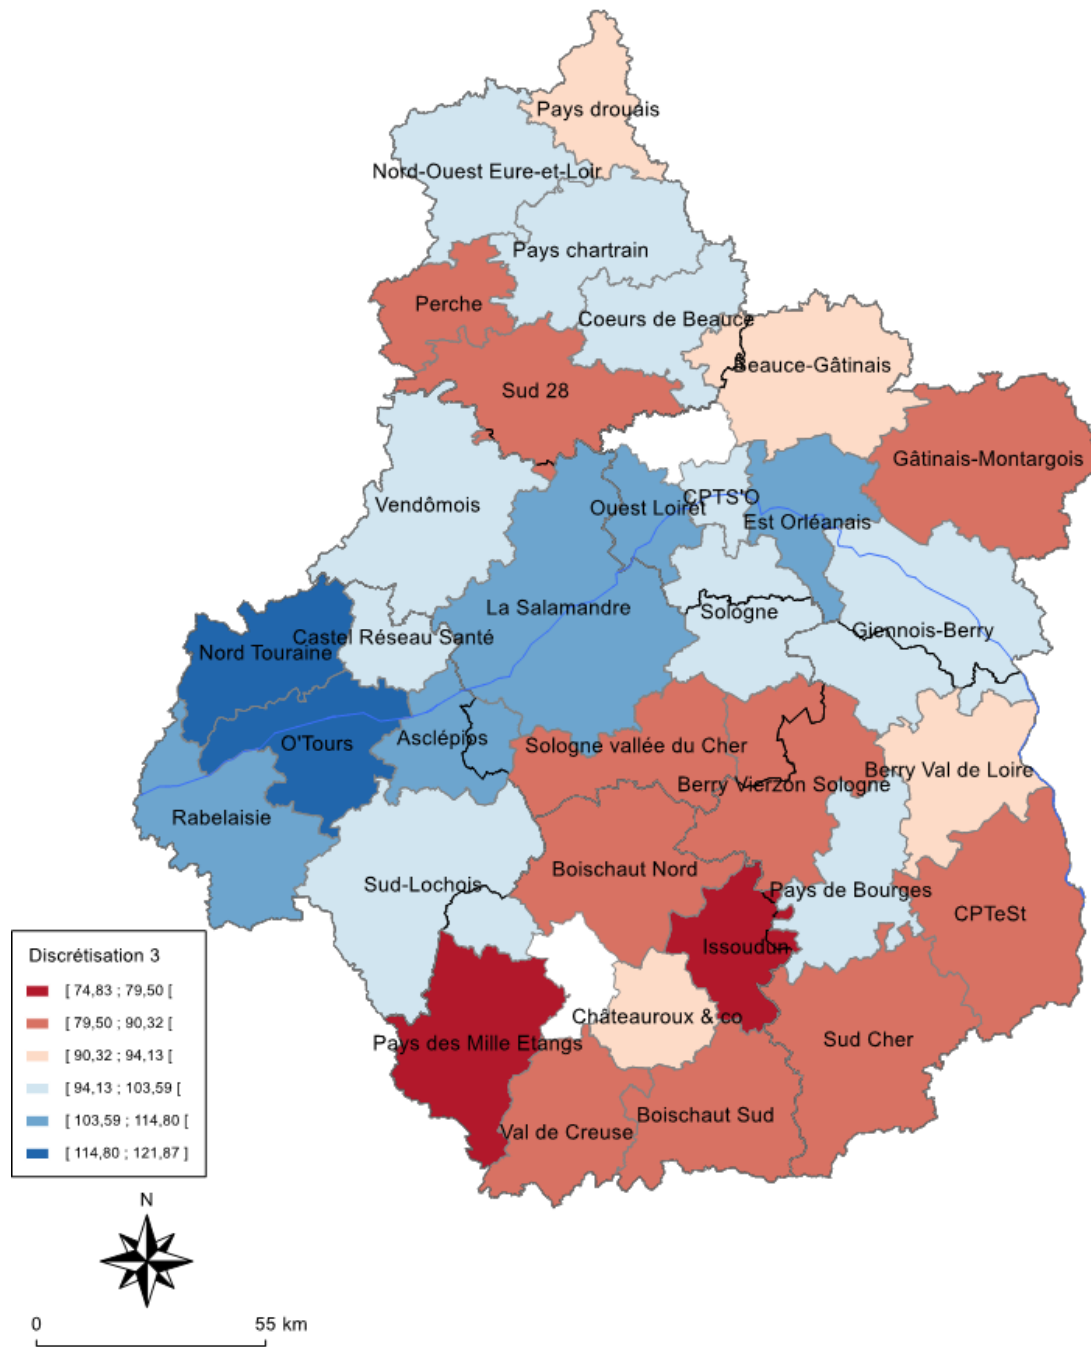 Pays drouais
Nord-Ouest Eure-et-Loir
Pays chartrain
Perche
Coeurs de Beauce
Beauce-Gâtinais
Sud 28
Gâtinais-Montargois
Vendômois
Ouest Loiret
CPTS'O
Est Orléanais
La Salamandre
Sologne
Giennois-Berry
Castel Réseau Santé
Nord Touraine
O'Tours
Asclépios
Sologne vallée du Cher
Berry Vierzon Sologne
Berry Val de Loire
Rabelaisie
Boischaut Nord
Sud-Lochois
Pays de Bourges
CPTeSt
Issoudun
Châteauroux & co
Pays des Mille Etangs
Sud Cher
Boischaut Sud
Val de Creuse
Discrétisation 3
[ 74,83 ; 79,50 [
[ 79,50 ; 90,32 [
[ 90,32 ; 94,13 [
[ 94,13 ; 103,59 [
[ 103,59 ; 114,80 [
[ 114,80 ; 121,87 ]
N
0 55 km